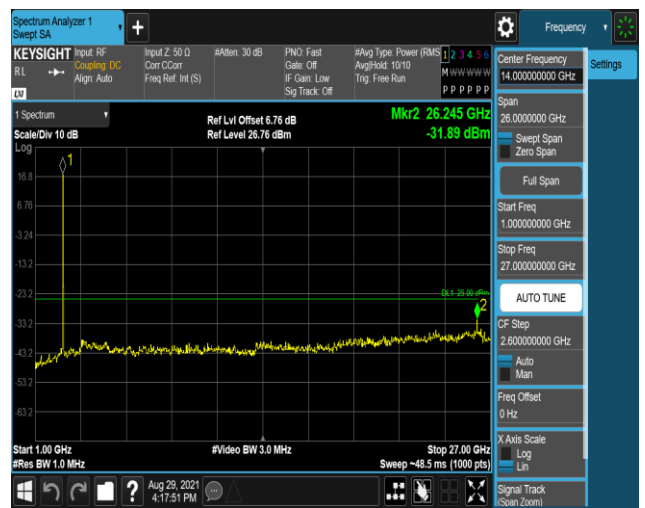 Spectrum Analyzer 1
Swept SA
Frequency
KEYSIGHT
RL
LXI
Input: RF
Coupling: DC
Align: Auto
Input Z: 50 Ω
Corr CCorr
Freq Ref: Int (S)
#Atten: 30 dB
PNO: Fast
Gate: Off
IF Gain: Low
Sig Track: Off
#Avg Type: Power (RMS
Avg|Hold: 10/10
Trig: Free Run
1 2 3 4 5 6
M W W W W W
P P P P P P
1 Spectrum
Scale/Div 10 dB
Log
Ref Lvl Offset 6.76 dB
Ref Level 26.76 dBm
Mkr2 26.245 GHz
-31.89 dBm
1
16.8
6.76
-3.24
-13.2
-23.2
DL1 -25.00 dBm
2
-33.2
-43.2
-53.2
-63.2
Start 1.00 GHz
#Res BW 1.0 MHz
#Video BW 3.0 MHz
Stop 27.00 GHz
Sweep ~48.5 ms (1000 pts)
Aug 29, 2021
4:17:51 PM
Center Frequency
14.000000000 GHz
Settings
Span
26.0000000 GHz
Swept Span
Zero Span
Full Span
Start Freq
1.000000000 GHz
Stop Freq
27.000000000 GHz
AUTO TUNE
CF Step
2.600000000 GHz
Auto
Man
Freq Offset
0 Hz
X Axis Scale
Log
Lin
Signal Track
(Span Zoom)